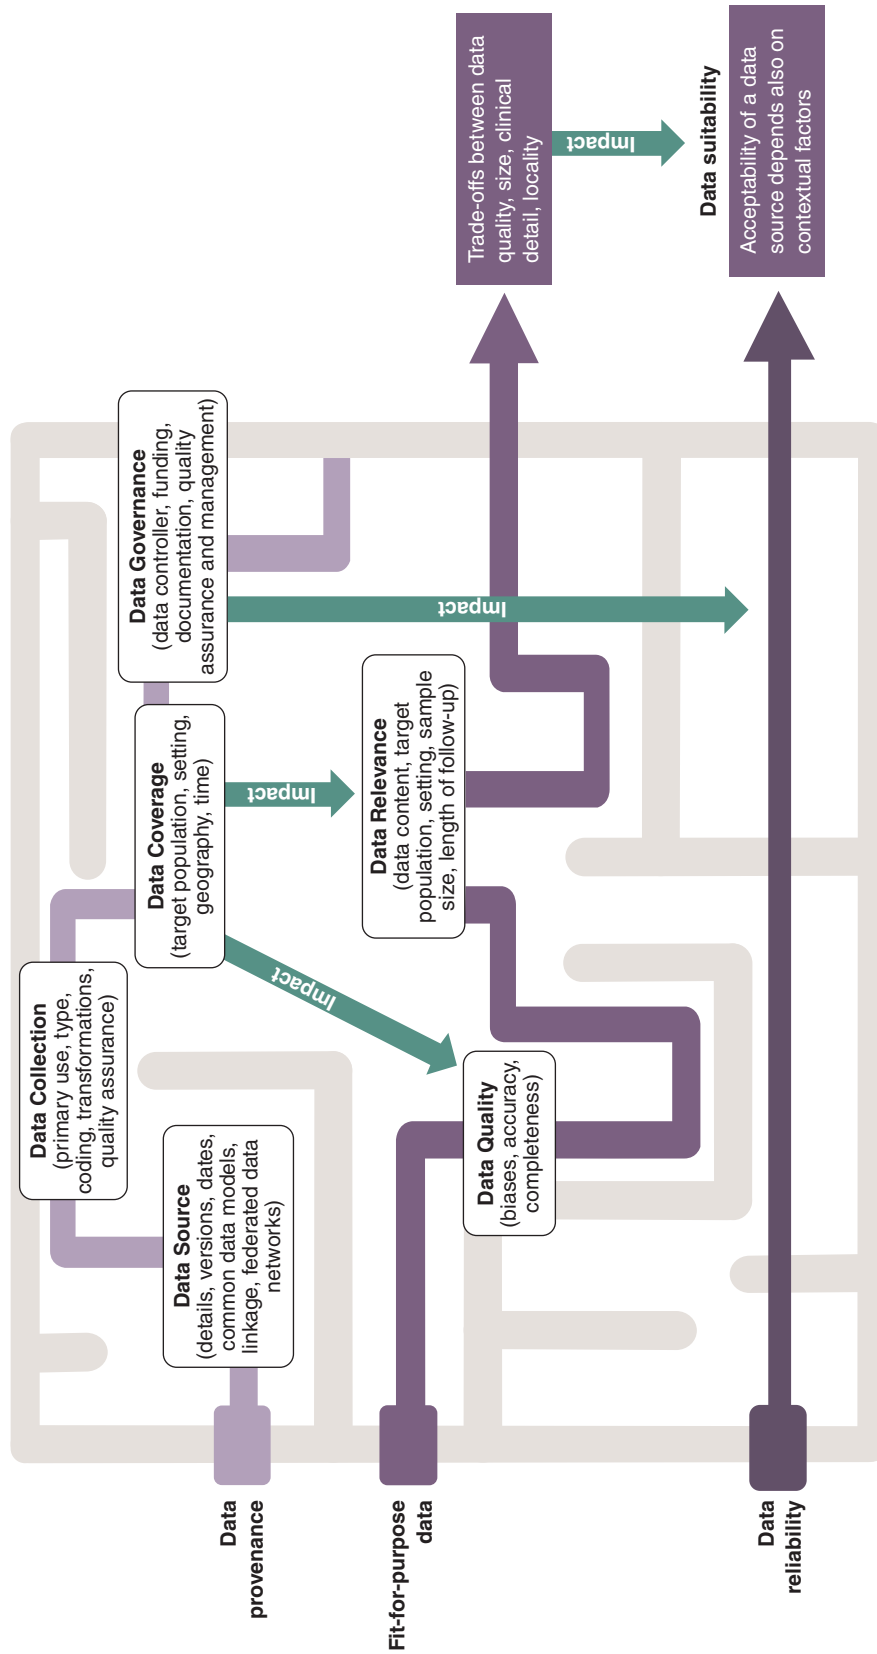 Data
provenance
Data Source
(details, versions, dates,
common data models,
linkage, federated data
networks)
Data Collection
(primary use, type,
coding, transformations,
quality assurance)
Data Coverage
(target population, setting,
geography, time)
Data Governance
(data controller, funding,
documentation, quality
assurance and management)
Impact
Impact
Impact
Fit-for-purpose
data
Data Quality
(biases, accuracy,
completeness)
Data Relevance
(data content, target
population, setting, sample
size, length of follow-up)
Trade-offs between data
quality, size, clinical
detail, locality
Impact
Data
reliability
Data suitability
Acceptability of a data
source depends also on
contextual factors